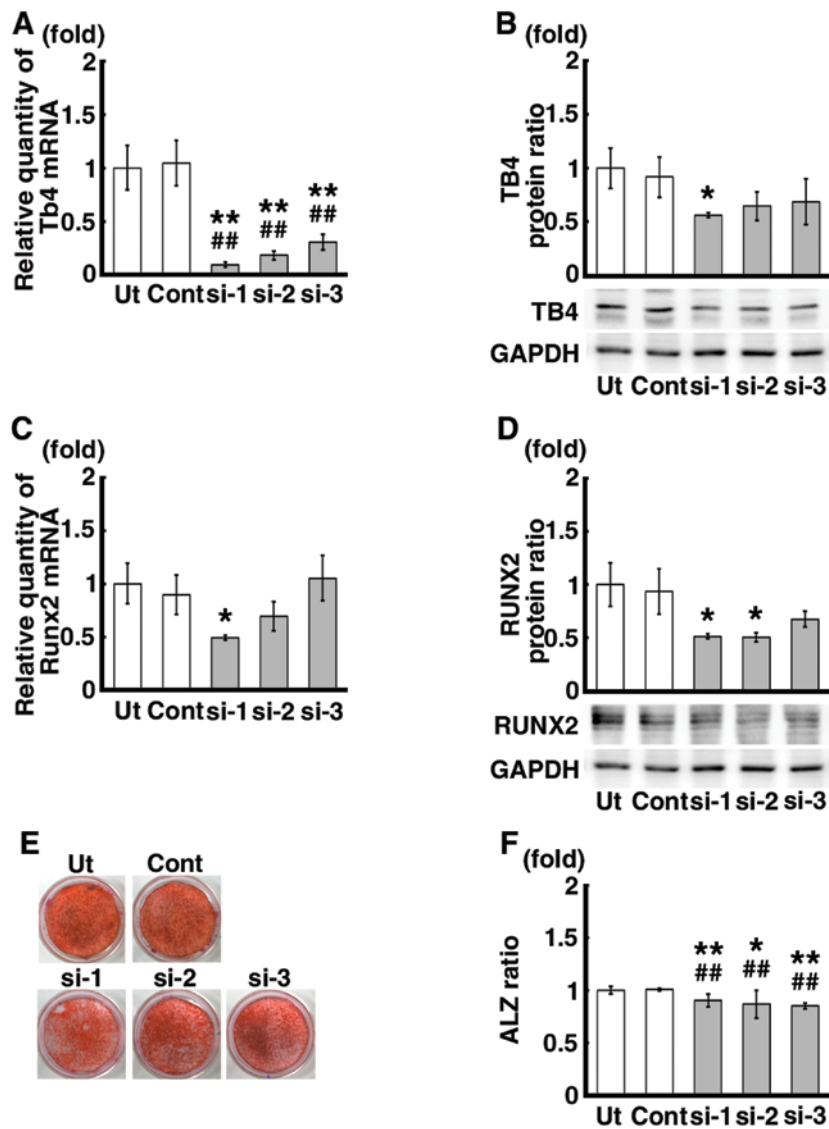 A (fold)
Relative quantity of
Tb4 mRNA
2
1.5
1
0.5
0
** ** **
## ## ##
Ut Cont si-1 si-2 si-3
B (fold)
TB4
protein ratio
2
1.5
1
0.5
0
*
TB4
GAPDH
Ut Cont si-1 si-2 si-3
C (fold)
Relative quantity of
Runx2 mRNA
2
1.5
1
0.5
0
*
Ut Cont si-1 si-2 si-3
D (fold)
RUNX2
protein ratio
2
1.5
1
0.5
0
* *
RUNX2
GAPDH
Ut Cont si-1 si-2 si-3
E
Ut Cont
si-1 si-2 si-3
F (fold)
ALZ ratio
2
1.5
1
0.5
0
** * **
## ## ##
Ut Cont si-1 si-2 si-3